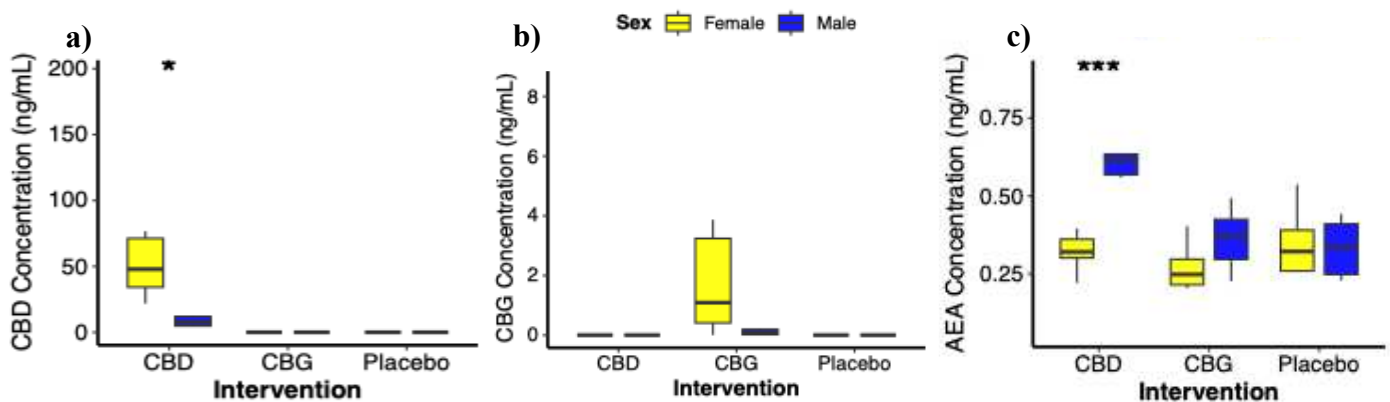 Sex Female Male
a)
*
CBD Concentration (ng/mL)
200
150
100
50
0
CBD CBG Placebo
Intervention
b)
CBG Concentration (ng/mL)
8
6
4
2
0
CBD CBG Placebo
Intervention
c)
***
AEA Concentration (ng/mL)
0.75
0.50
0.25
CBD CBG Placebo
Intervention